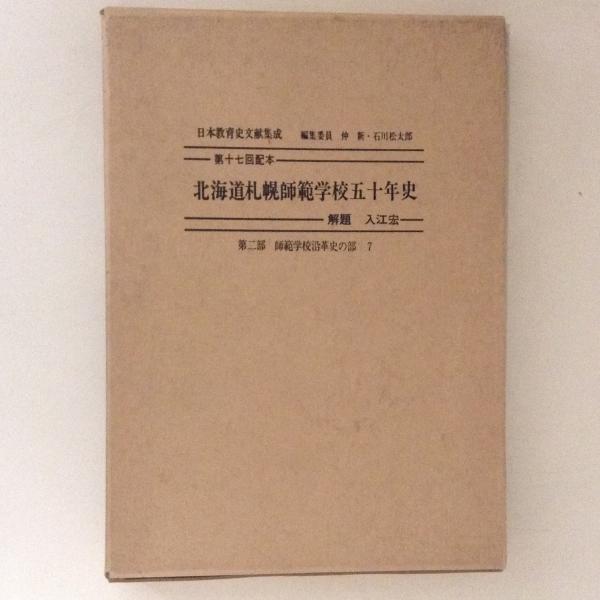 日本教育史文献集成　編集委員　仲　新・石川松太郎
第十七回配本
北海道札幌師範学校五十年史
解題　入江宏
第二部　師範学校沿革史の部　7